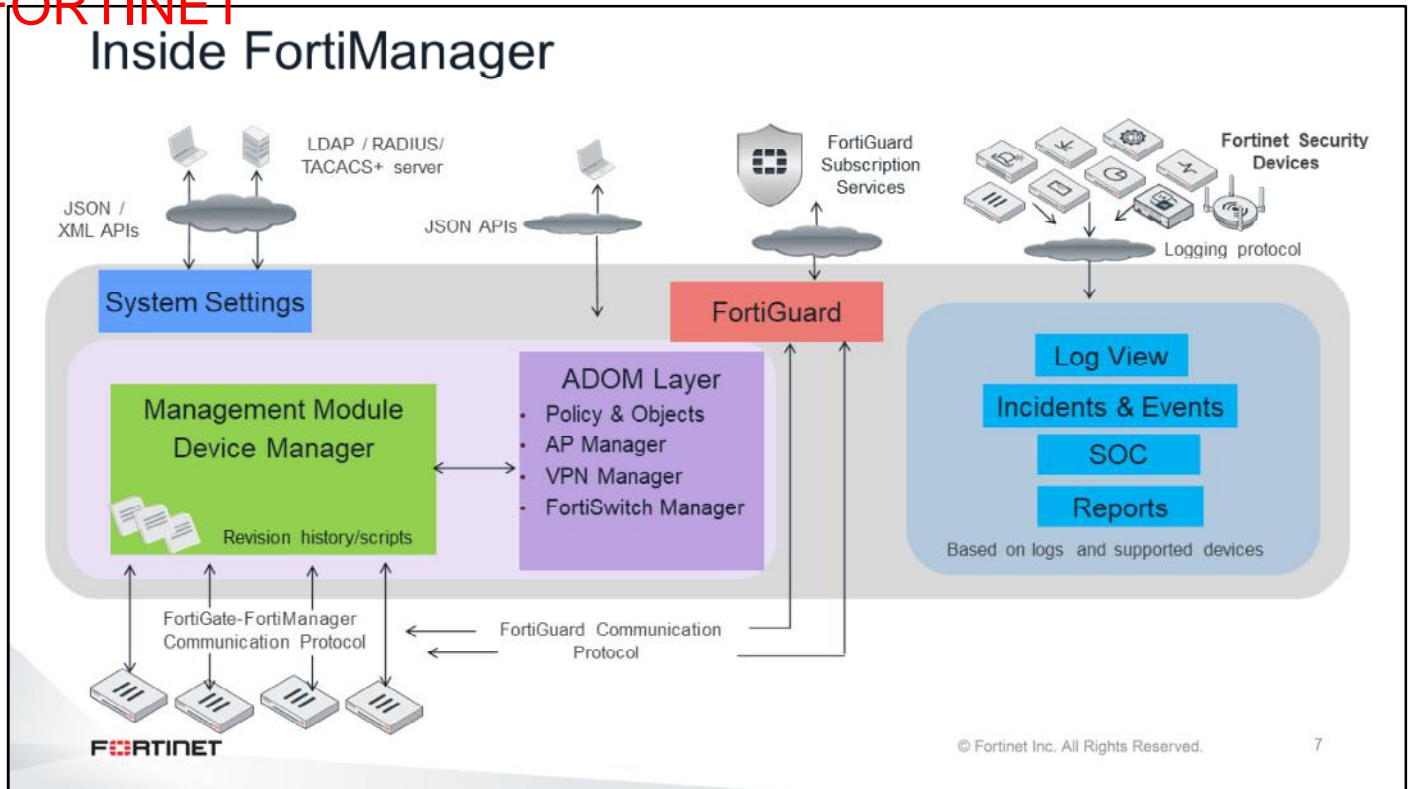 FORTINET
Inside FortiManager
LDAP / RADIUS/
TACACS+ server
JSON /
XML APIs
JSON APIs
FortiGuard
Subscription
Services
Fortinet Security
Devices
Logging protocol
System Settings
FortiGuard
Management Module
Device Manager
Revision history/scripts
ADOM Layer
• Policy & Objects
• AP Manager
• VPN Manager
• FortiSwitch Manager
Log View
Incidents & Events
SOC
Reports
Based on logs and supported devices
FortiGate-FortiManager
Communication Protocol
FortiGuard Communication
Protocol
FORTINET
© Fortinet Inc. All Rights Reserved.
7